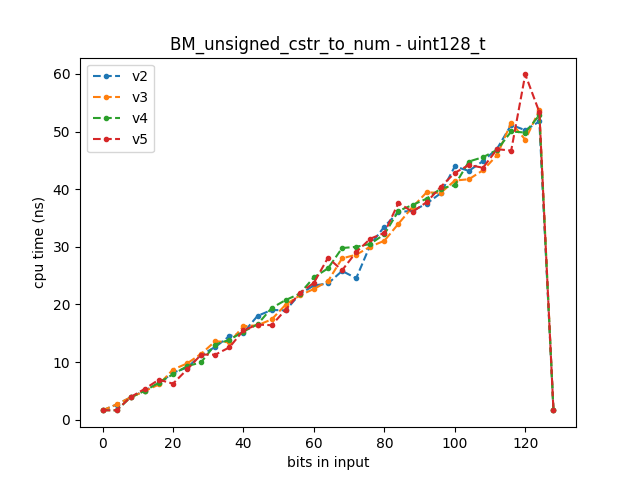 BM_unsigned_cstr_to_num - uint128_t
v2
v3
v4
v5
cpu time (ns)
60
50
40
30
20
10
0
0 20 40 60 80 100 120
bits in input